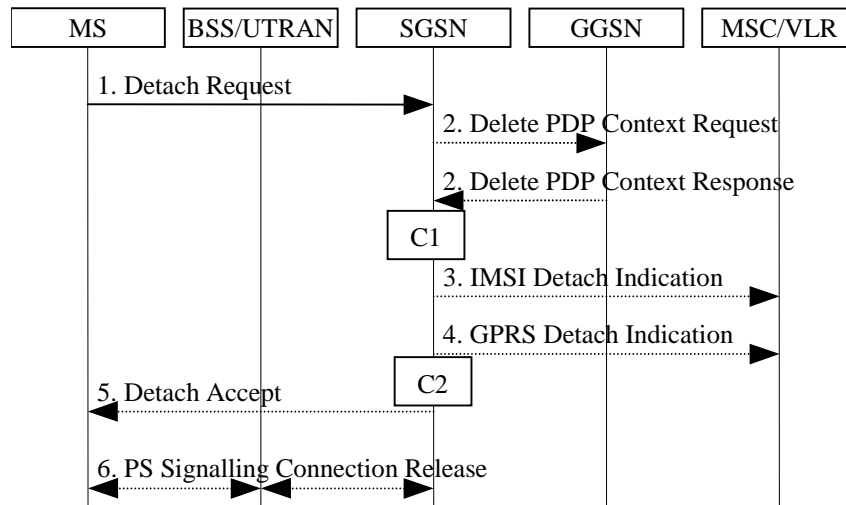 MS BSS/UTRAN SGSN GGSN MSC/VLR
1. Detach Request
2. Delete PDP Context Request
2. Delete PDP Context Response
C1
3. IMSI Detach Indication
4. GPRS Detach Indication
C2
5. Detach Accept
6. PS Signalling Connection Release